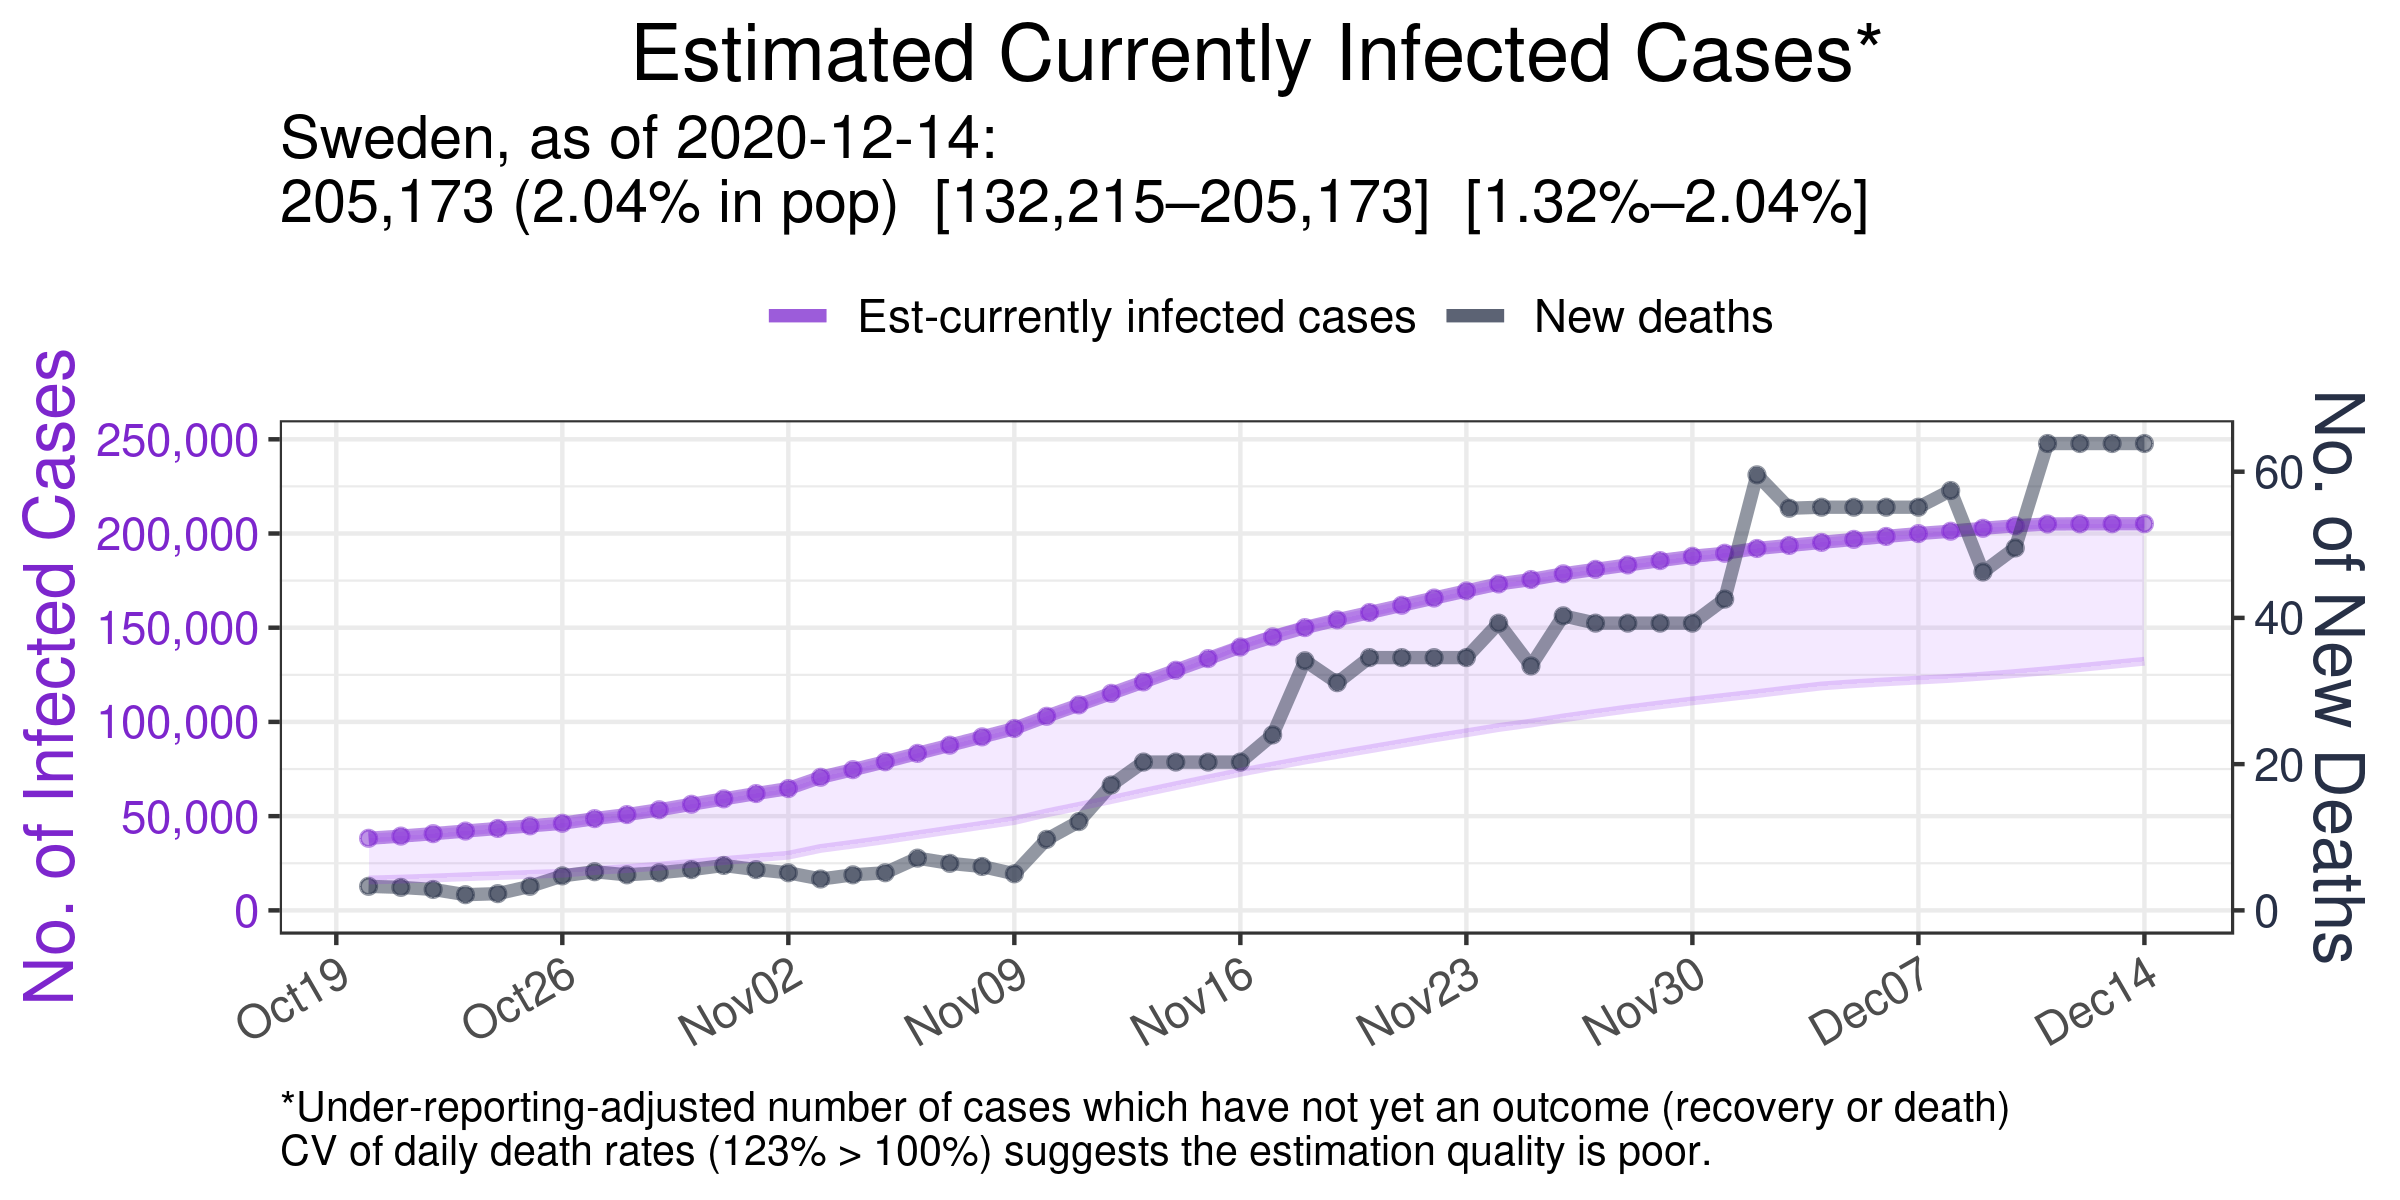 Estimated Currently Infected Cases*
Sweden, as of 2020-12-14:
205,173 (2.04% in pop) [132,215–205,173] [1.32%–2.04%]
Est-currently infected cases
New deaths
No. of Infected Cases
250,000
200,000
150,000
100,000
50,000
0
60
40
20
0
No. of New Deaths
Oct19
Oct26
Nov02
Nov09
Nov16
Nov23
Nov30
Dec07
Dec14
*Under-reporting-adjusted number of cases which have not yet an outcome (recovery or death)
CV of daily death rates (123% > 100%) suggests the estimation quality is poor.